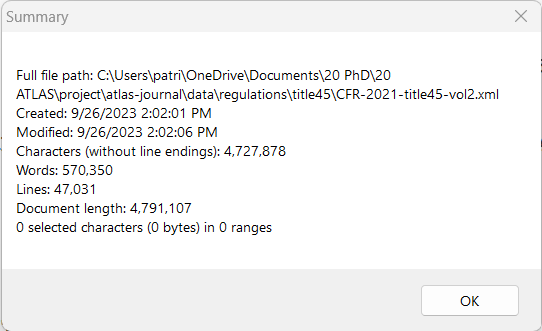 Summary
Full file path: C:\Users\patri\OneDrive\Documents\20 PhD\20
ATLAS\project\atlas-journal\data\regulations\title45\CFR-2021-title45-vol2.xml
Created: 9/26/2023 2:02:01 PM
Modified: 9/26/2023 2:02:06 PM
Characters (without line endings): 4,727,878
Words: 570,350
Lines: 47,031
Document length: 4,791,107
0 selected characters (0 bytes) in 0 ranges
OK